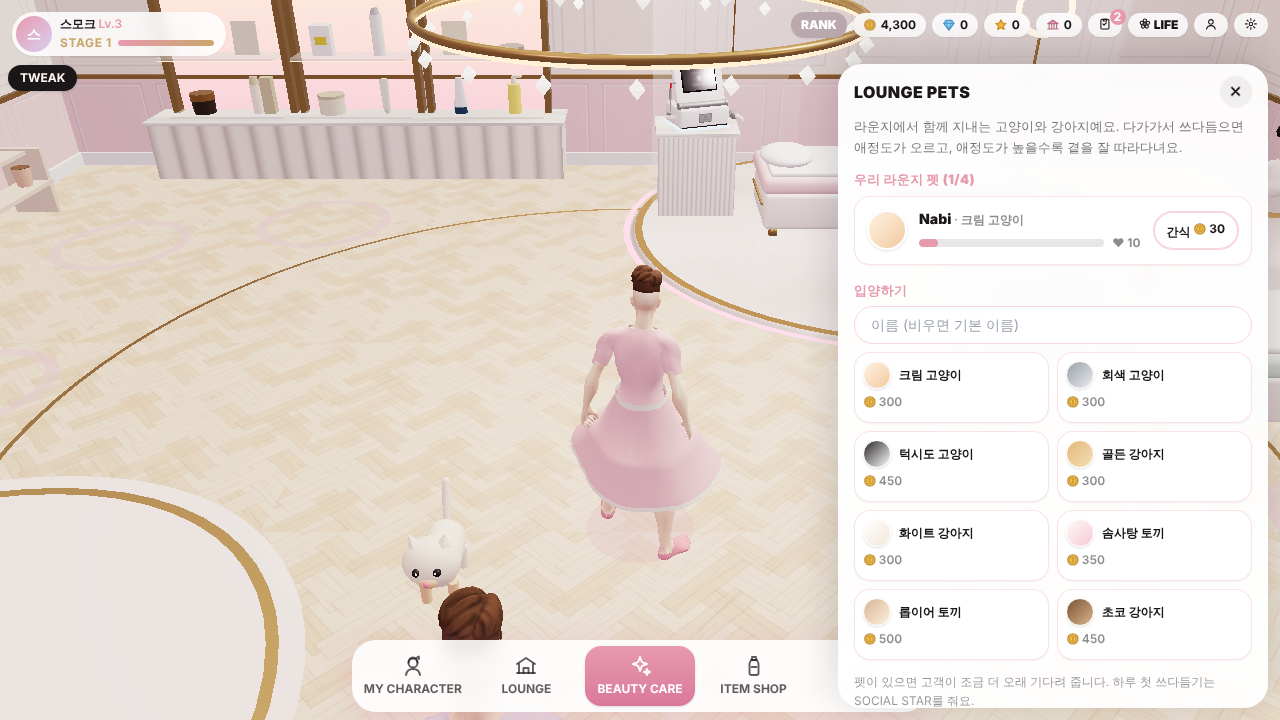 스모크 Lv.3
STAGE 1
TWEAK
RANK
4,300
0
0
0
2
LIFE
LOUNGE PETS
라운지에서 함께 지내는 고양이와 강아지예요. 다가가서 쓰다듬으면
애정도가 오르고, 애정도가 높을수록 곁을 잘 따라다녀요.
우리 라운지 펫 (1/4)
Nabi · 크림 고양이
10
간식 30
입양하기
이름 (비우면 기본 이름)
크림 고양이
300
회색 고양이
300
턱시도 고양이
450
골든 강아지
300
화이트 강아지
300
솜사탕 토끼
350
롭이어 토끼
500
초코 강아지
450
펫이 있으면 고객이 조금 더 오래 기다려 줍니다. 하루 첫 쓰다듬기는
SOCIAL STAR를 줘요.
MY CHARACTER
LOUNGE
BEAUTY CARE
ITEM SHOP